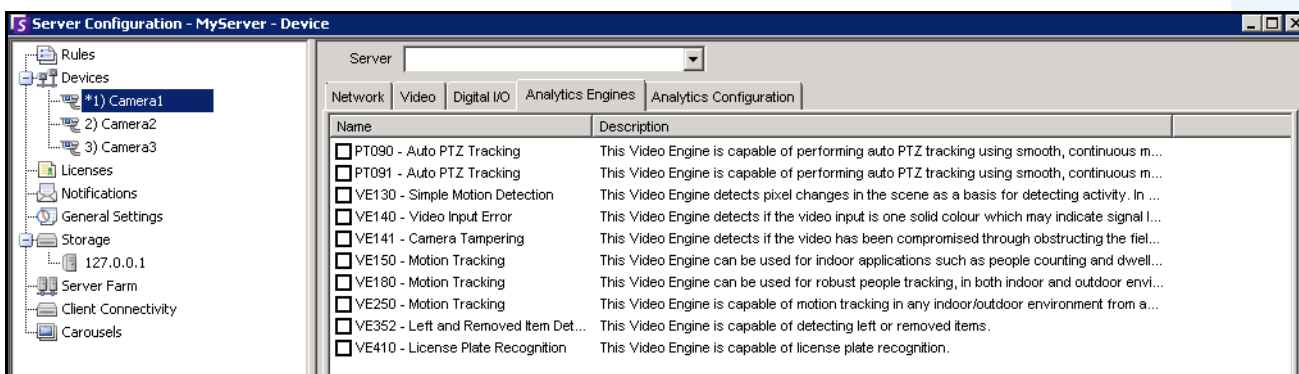 Server Configuration - MyServer - Device
Rules
Devices
*1) Camera1
2) Camera2
3) Camera3
Licenses
Notifications
General Settings
Storage
127.0.0.1
Server Farm
Client Connectivity
Carousels
Server
Network Video Digital I/O Analytics Engines Analytics Configuration
Name Description
PT090 - Auto PTZ Tracking This Video Engine is capable of performing auto PTZ tracking using smooth, continuous m...
PT091 - Auto PTZ Tracking This Video Engine is capable of performing auto PTZ tracking using smooth, continuous m...
VE130 - Simple Motion Detection This Video Engine detects pixel changes in the scene as a basis for detecting activity. In ...
VE140 - Video Input Error This Video Engine detects if the video input is one solid colour which may indicate signal l...
VE141 - Camera Tampering This Video Engine detects if the video has been compromised through obstructing the fiel...
VE150 - Motion Tracking This Video Engine can be used for indoor applications such as people counting and dwell...
VE180 - Motion Tracking This Video Engine can be used for robust people tracking, in both indoor and outdoor envi...
VE250 - Motion Tracking This Video Engine is capable of motion tracking in any indoor/outdoor environment from a...
VE352 - Left and Removed Item Det... This Video Engine is capable of detecting left or removed items.
VE410 - License Plate Recognition This Video Engine is capable of license plate recognition.